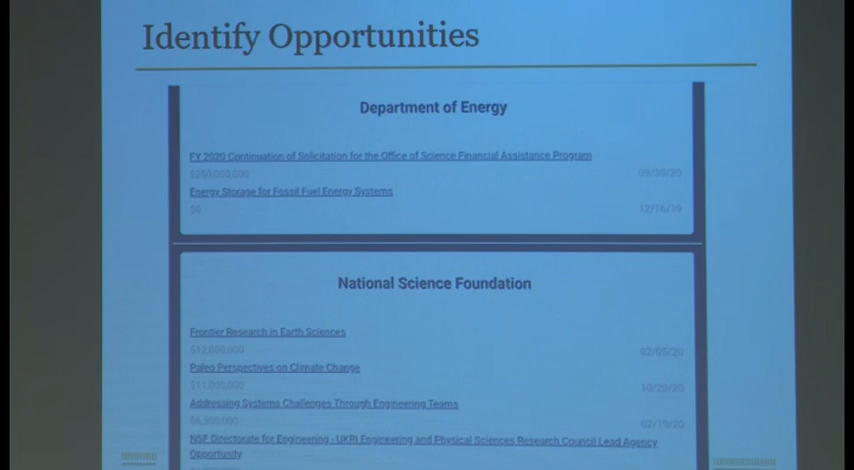 Identify Opportunities
Department of Energy
FY 2020 Continuation of Solicitation for the Office of Science Financial Assistance Program
$250,000,000 09/30/20
Energy Storage for Fossil Fuel Energy Systems
$0 12/16/19
National Science Foundation
Frontier Research in Earth Sciences
$12,000,000 02/05/20
Paleo Perspectives on Climate Change
$11,000,000 10/20/20
Addressing Systems Challenges Through Engineering Teams
02/19/20
NSF Directorate for Engineering - UKRI Engineering and Physical Sciences Research Council Lead Agency
Opportunity